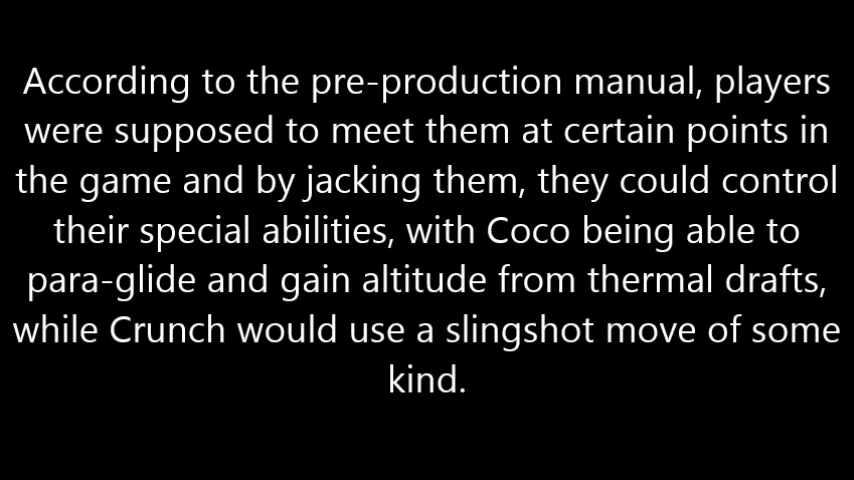 According to the pre-production manual, players
were supposed to meet them at certain points in
the game and by jacking them, they could control
their special abilities, with Coco being able to
para-glide and gain altitude from thermal drafts,
while Crunch would use a slingshot move of some
kind.